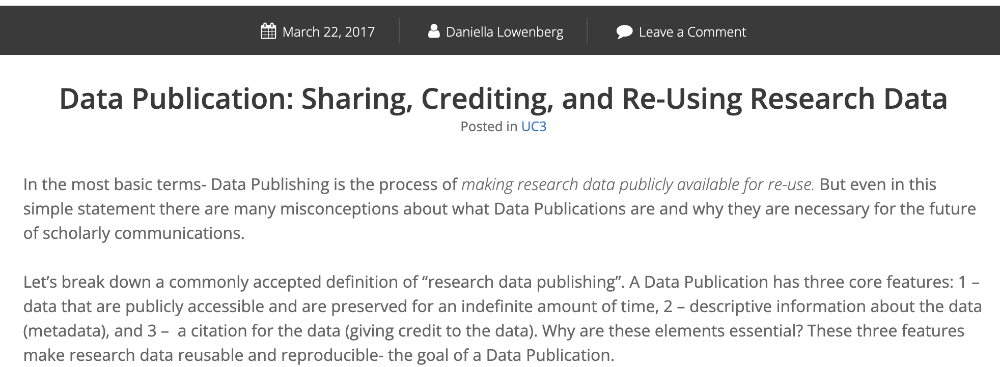 March 22, 2017
Daniella Lowenberg
Leave a Comment
Data Publication: Sharing, Crediting, and Re-Using Research Data
Posted in UC3
In the most basic terms- Data Publishing is the process of making research data publicly available for re-use. But even in this
simple statement there are many misconceptions about what Data Publications are and why they are necessary for the future
of scholarly communications.
Let’s break down a commonly accepted definition of “research data publishing”. A Data Publication has three core features: 1 –
data that are publicly accessible and are preserved for an indefinite amount of time, 2 – descriptive information about the data
(metadata), and 3 –  a citation for the data (giving credit to the data). Why are these elements essential? These three features
make research data reusable and reproducible- the goal of a Data Publication.